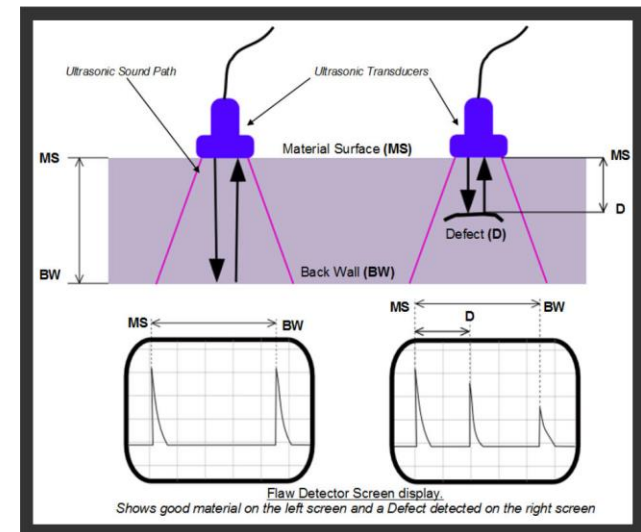 Ultrasonic Sound Path
Ultrasonic Transducers
MS
Material Surface (MS)
MS
D
Defect (D)
BW
Back Wall (BW)
MS
BW
MS
D
BW
Flaw Detector Screen display.
Shows good material on the left screen and a Defect detected on the right screen